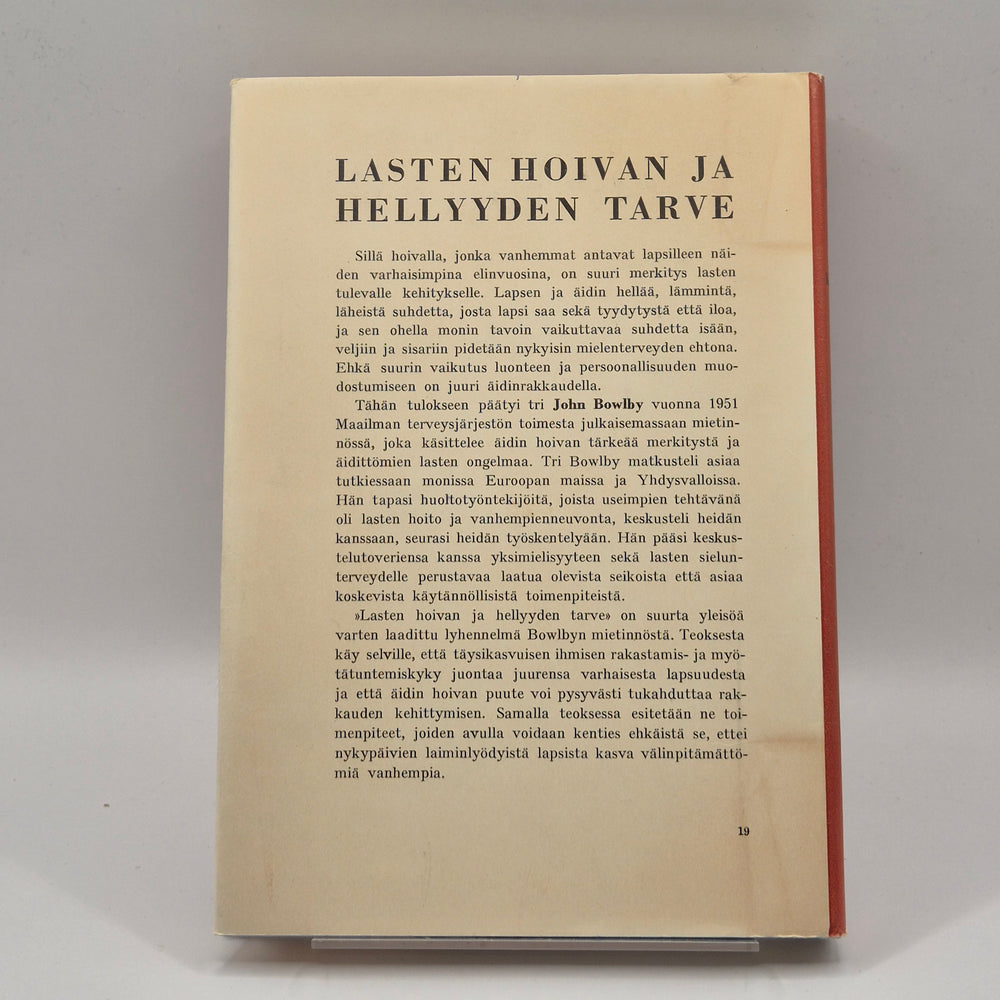 LASTEN HOIVAN JA
HELLYYDEN TARVE
Sillä hoivalla, jonka vanhemmat antavat lapsilleen näi-
den varhaisimpina elinvuosina, on suuri merkitys lasten
tulevalle kehitykselle. Lapsen ja äidin hellää, lämmintä,
läheistä suhdetta, josta lapsi saa sekä tyydytystä että iloa,
ja sen ohella monin tavoin vaikuttavaa suhdetta isään,
veljiin ja sisariin pidetään nykyisin mielenterveyden ehtona.
Ehkä suurin vaikutus luonteen ja persoonallisuuden muo-
dostumiseen on juuri äidinrakkaudella.
Tähän tulokseen päätyi tri John Bowlby vuonna 1951
Maailman terveysjärjestön toimesta julkaisemassaan mietin-
nössä, joka käsittelee äidin hoivan tärkeää merkitystä ja
äidittömien lasten ongelmaa. Tri Bowlby matkusteli asiaa
tutkiessaan monissa Euroopan maissa ja Yhdysvalloissa.
Hän tapasi huoltotyöntekijöitä, joista useimpien tehtävänä
oli lasten hoito ja vanhempienneuvonta, keskusteli heidän
kanssaan, seurasi heidän työskentelyään. Hän pääsi keskus-
telutoveriensa kanssa yksimielisyyteen sekä lasten sielun-
terveydelle perustavaa laatua olevista seikoista että asiaa
koskevista käytännöllisistä toimenpiteistä.
»Lasten hoivan ja hellyyden tarve» on suurta yleisöä
varten laadittu lyhennelmä Bowlbyn mietinnöstä. Teoksesta
käy selville, että täysikasvuisen ihmisen rakastamis- ja myö-
tätuntemiskyky juontaa juurensa varhaisesta lapsuudesta
ja että äidin hoivan puute voi pysyvästi tukahduttaa rak-
kauden kehittymisen. Samalla teoksessa esitetään ne toi-
menpiteet, joiden avulla voidaan kenties ehkäistä se, ettei
nykypäivien laiminlyödyistä lapsista kasva välinpitämättö-
miä vanhempia.
19